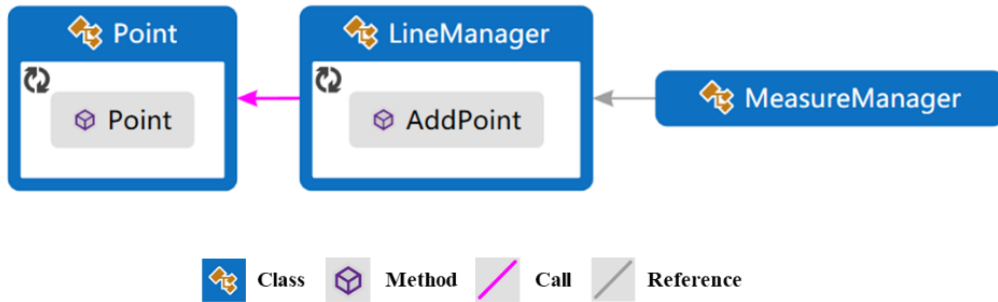 Point
LineManager
Point
AddPoint
MeasureManager
Class
Method
Call
Reference